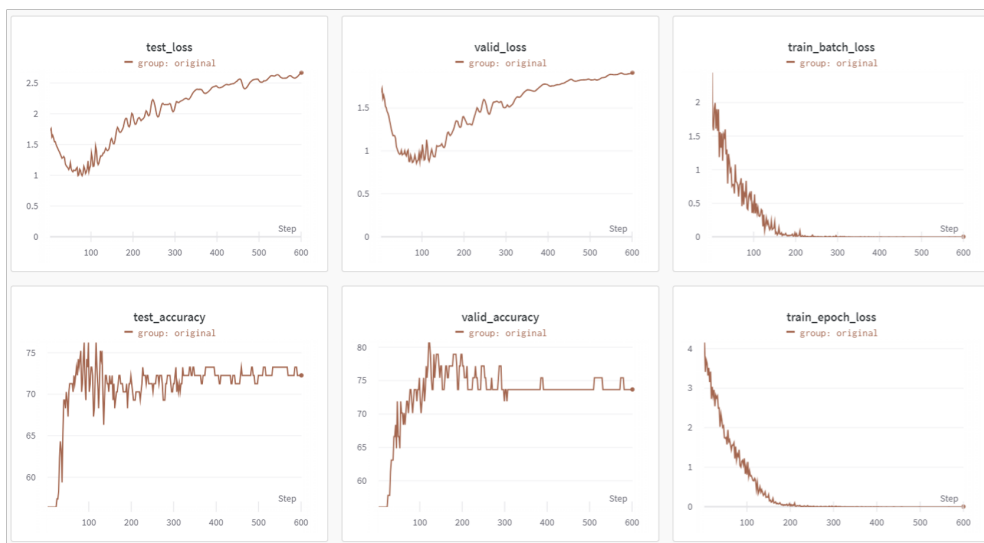 test_loss
group: original
2.5
2
1.5
1
0.5
0
Step
100 200 300 400 500 600
valid_loss
group: original
1.5
1
0.5
0
Step
100 200 300 400 500 600
train_batch_loss
group: original
2
1.5
1
0.5
0
Step
100 200 300 400 500 600
test_accuracy
group: original
75
70
65
60
Step
100 200 300 400 500 600
valid_accuracy
group: original
80
75
70
65
60
Step
100 200 300 400 500 600
train_epoch_loss
group: original
4
3
2
1
0
Step
100 200 300 400 500 600